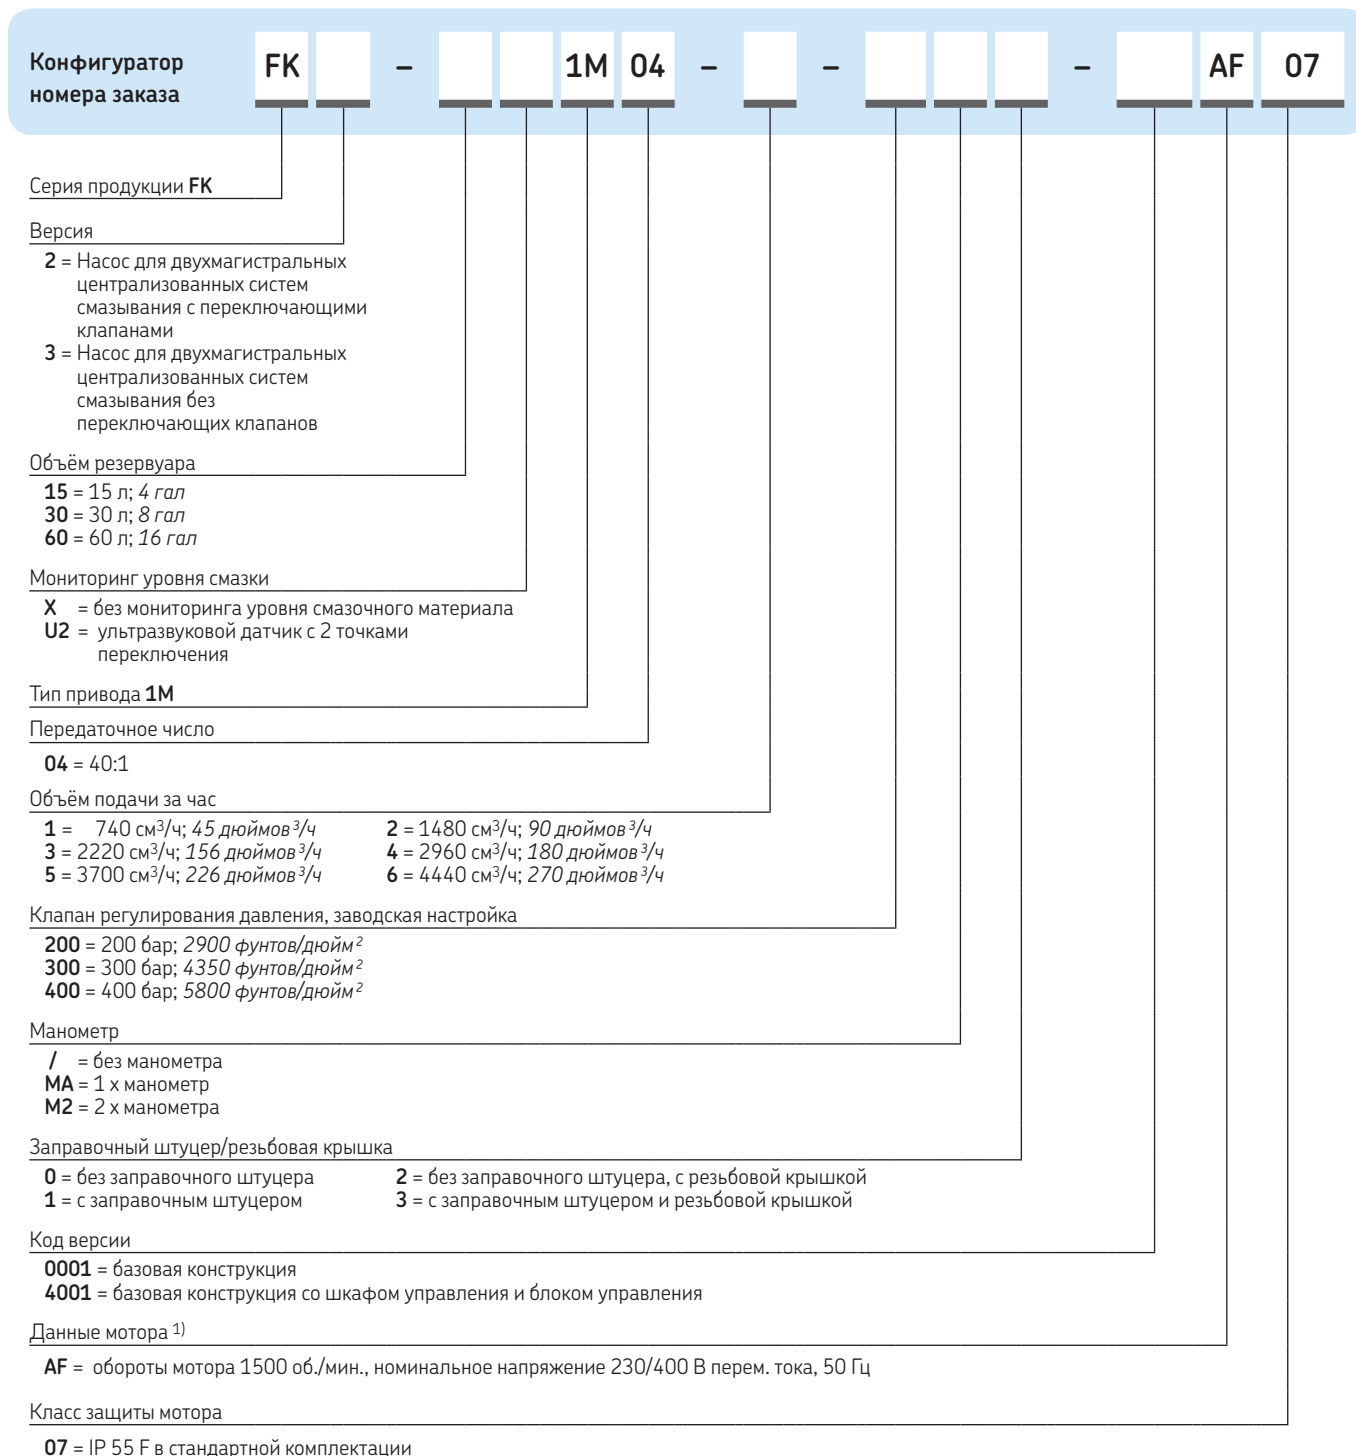 Конфигуратор номера заказа
FK – 1M 04 – – – AF 07
Серия продукции FK
Версия
2 = Насос для двухмагистральных
централизованных систем
смазывания с переключающими
клапанами
3 = Насос для двухмагистральных
централизованных систем
смазывания без
переключающих клапанов
Объём резервуара
15 = 15 л; 4 гал
30 = 30 л; 8 гал
60 = 60 л; 16 гал
Мониторинг уровня смазки
X = без мониторинга уровня смазочного материала
U2 = ультразвуковой датчик с 2 точками
переключения
Тип привода 1M
Передаточное число
04 = 40:1
Объём подачи за час
1 = 740 см³/ч; 45 дюймов³/ч 2 = 1480 см³/ч; 90 дюймов³/ч
3 = 2220 см³/ч; 156 дюймов³/ч 4 = 2960 см³/ч; 180 дюймов³/ч
5 = 3700 см³/ч; 226 дюймов³/ч 6 = 4440 см³/ч; 270 дюймов³/ч
Клапан регулирования давления, заводская настройка
200 = 200 бар; 2900 фунтов/дюйм²
300 = 300 бар; 4350 фунтов/дюйм²
400 = 400 бар; 5800 фунтов/дюйм²
Манометр
/ = без манометра
MA = 1 x манометр
M2 = 2 x манометра
Заправочный штуцер/резьбовая крышка
0 = без заправочного штуцера 2 = без заправочного штуцера, с резьбовой крышкой
1 = с заправочным штуцером 3 = с заправочным штуцером и резьбовой крышкой
Код версии
0001 = базовая конструкция
4001 = базовая конструкция со шкафом управления и блоком управления
Данные мотора 1)
AF = обороты мотора 1500 об./мин., номинальное напряжение 230/400 В перем. тока, 50 Гц
Класс защиты мотора
07 = IP 55 F в стандартной комплектации